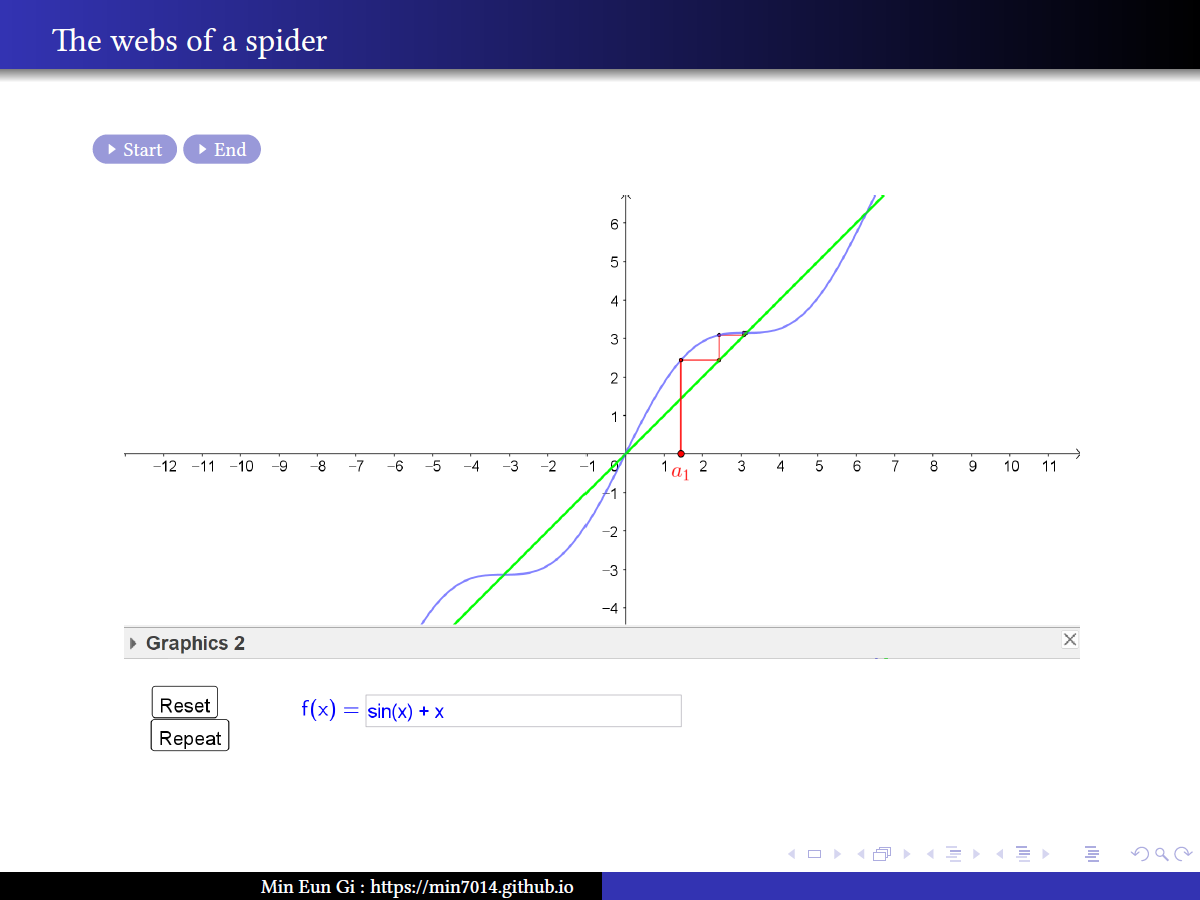 The webs of a spider
Start End
6
5
4
3
2
1
−12 −11 −10 −9 −8 −7 −6 −5 −4 −3 −2 −1 0 1 2 3 4 5 6 7 8 9 10 11
a1
−1
−2
−3
−4
Graphics 2
Reset
f(x) = sin(x) + x
Repeat
Min Eun Gi : https://min7014.github.io